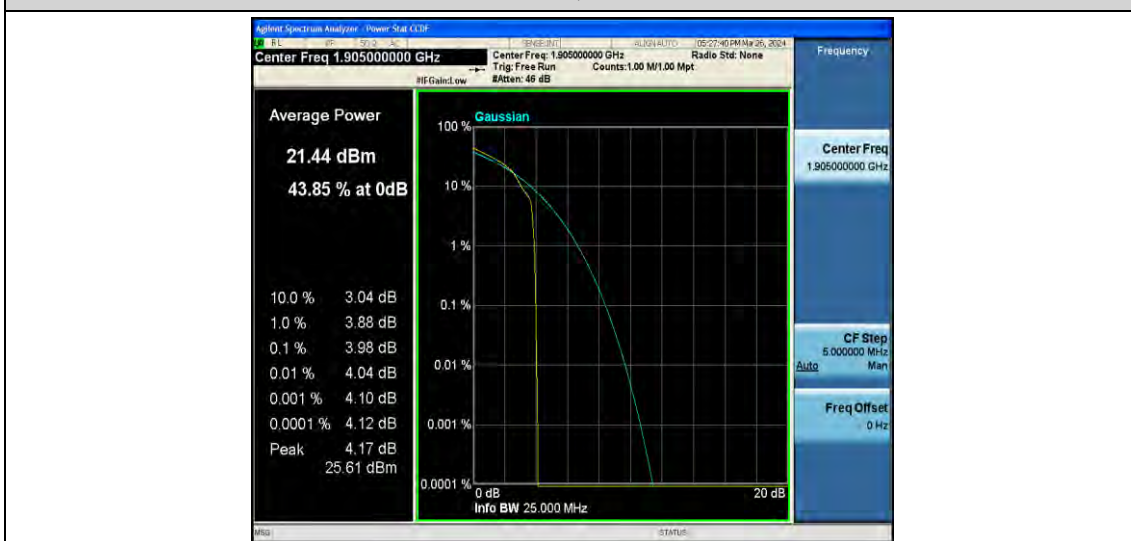 Agilent Spectrum Analyzer - Power Stat CCDF
RL RF 50 Ω AC SENSE:INT ALIGN AUTO 05:27:40 PM Mar 26, 2024
Center Freq 1.905000000 GHz
Center Freq: 1.905000000 GHz Radio Std: None
Trig: Free Run Counts:1.00 M/1.00 Mpt
#IFGain:Low #Atten: 46 dB
Frequency
Average Power
21.44 dBm
43.85 % at 0dB
10.0 % 3.04 dB
1.0 % 3.88 dB
0.1 % 3.98 dB
0.01 % 4.04 dB
0.001 % 4.10 dB
0.0001 % 4.12 dB
Peak 4.17 dB
25.61 dBm
Gaussian
100 %
10 %
1 %
0.1 %
0.01 %
0.001 %
0.0001 %
0 dB 20 dB
Info BW 25.000 MHz
Center Freq
1.905000000 GHz
CF Step
5.000000 MHz
Auto Man
Freq Offset
0 Hz
MSG STATUS